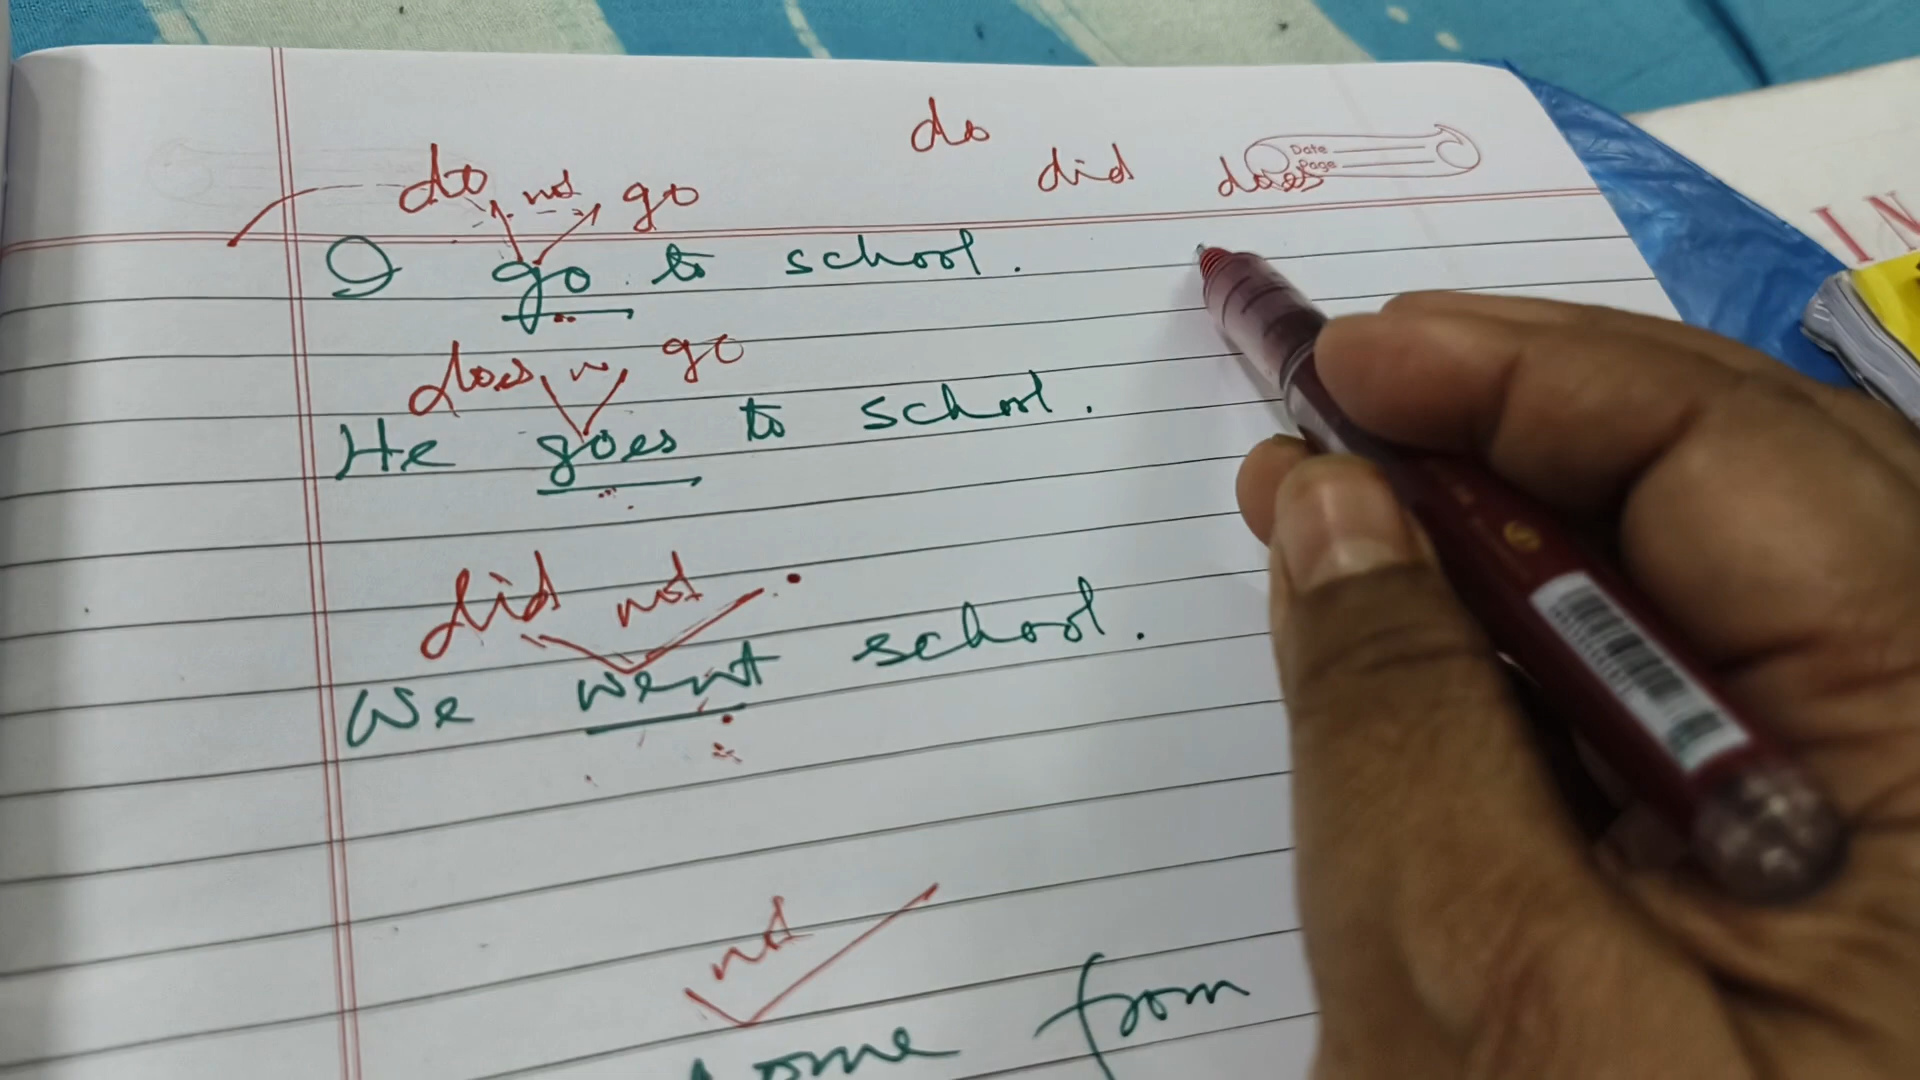 do
did does
Date
Page
do not go
I go to school.
does n go
He goes to school.
did not
We went school.
not
from
IN